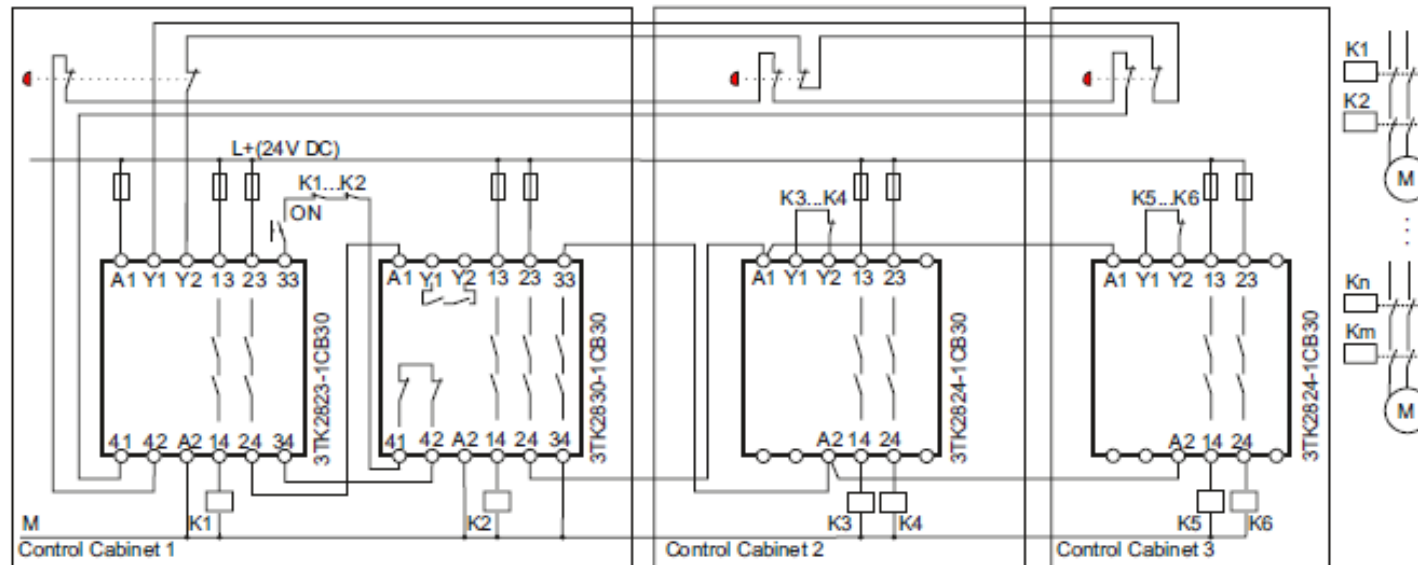 L+(24V DC)
K1...K2
ON
K3...K4
K5...K6
A1 Y1 Y2 13 23 33
A1 Y1 Y2 13 23 33
A1 Y1 Y2 13 23
A1 Y1 Y2 13 23
3TK2823-1CB30
3TK2830-1CB30
3TK2824-1CB30
3TK2824-1CB30
41 42 A2 14 24 34
41 42 A2 14 24 34
A2 14 24
A2 14 24
M
K1
K2
K3
K4
K5
K6
Control Cabinet 1
Control Cabinet 2
Control Cabinet 3
K1
K2
M
Kn
Km
M